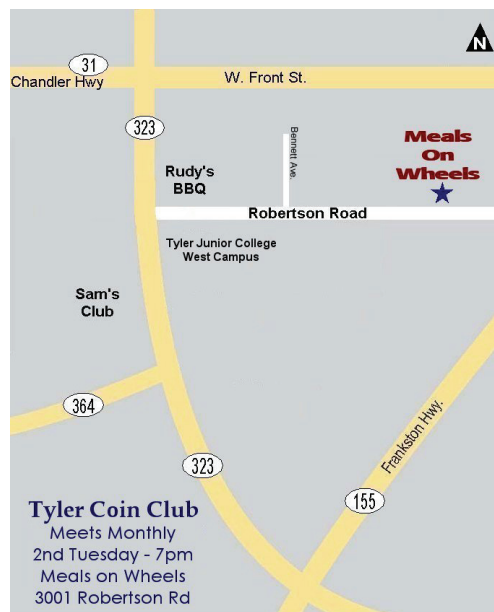 N
31
Chandler Hwy
W. Front St.
323
Bennett Ave.
Meals
On
Wheels
Rudy's
BBQ
Robertson Road
Tyler Junior College
West Campus
Sam's
Club
364
Frankston Hwy.
323
155
Tyler Coin Club
Meets Monthly
2nd Tuesday - 7pm
Meals on Wheels
3001 Robertson Rd